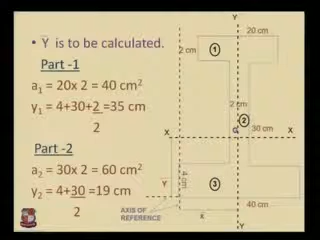 • Y is to be calculated.
Part -1
a1 = 20x 2 = 40 cm2
y1 = 4+30+2 =35 cm
2
Part -2
a2 = 30x 2 = 60 cm2
y2 = 4+30 =19 cm
2
Y
20 cm
2 cm
1
2 cm
2
X
G
30 cm
X
4 cm
3
Y
40 cm
AXIS OF
REFERENCE
x
Y